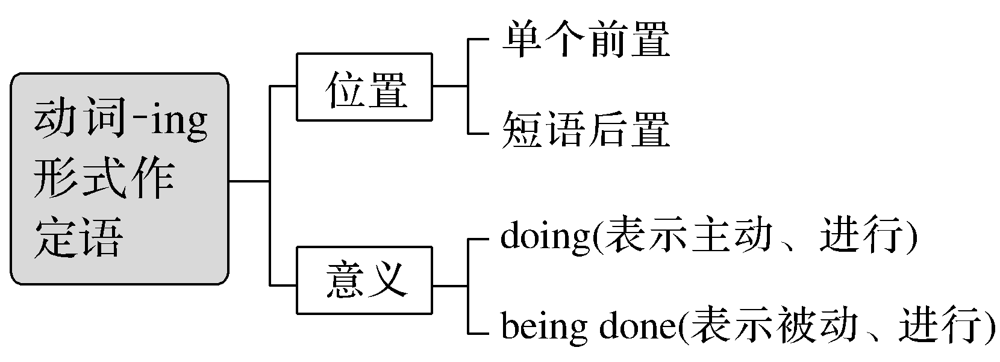 动词-ing
形式作
定语
位置
单个前置
短语后置
意义
doing(表示主动、进行)
being done(表示被动、进行)